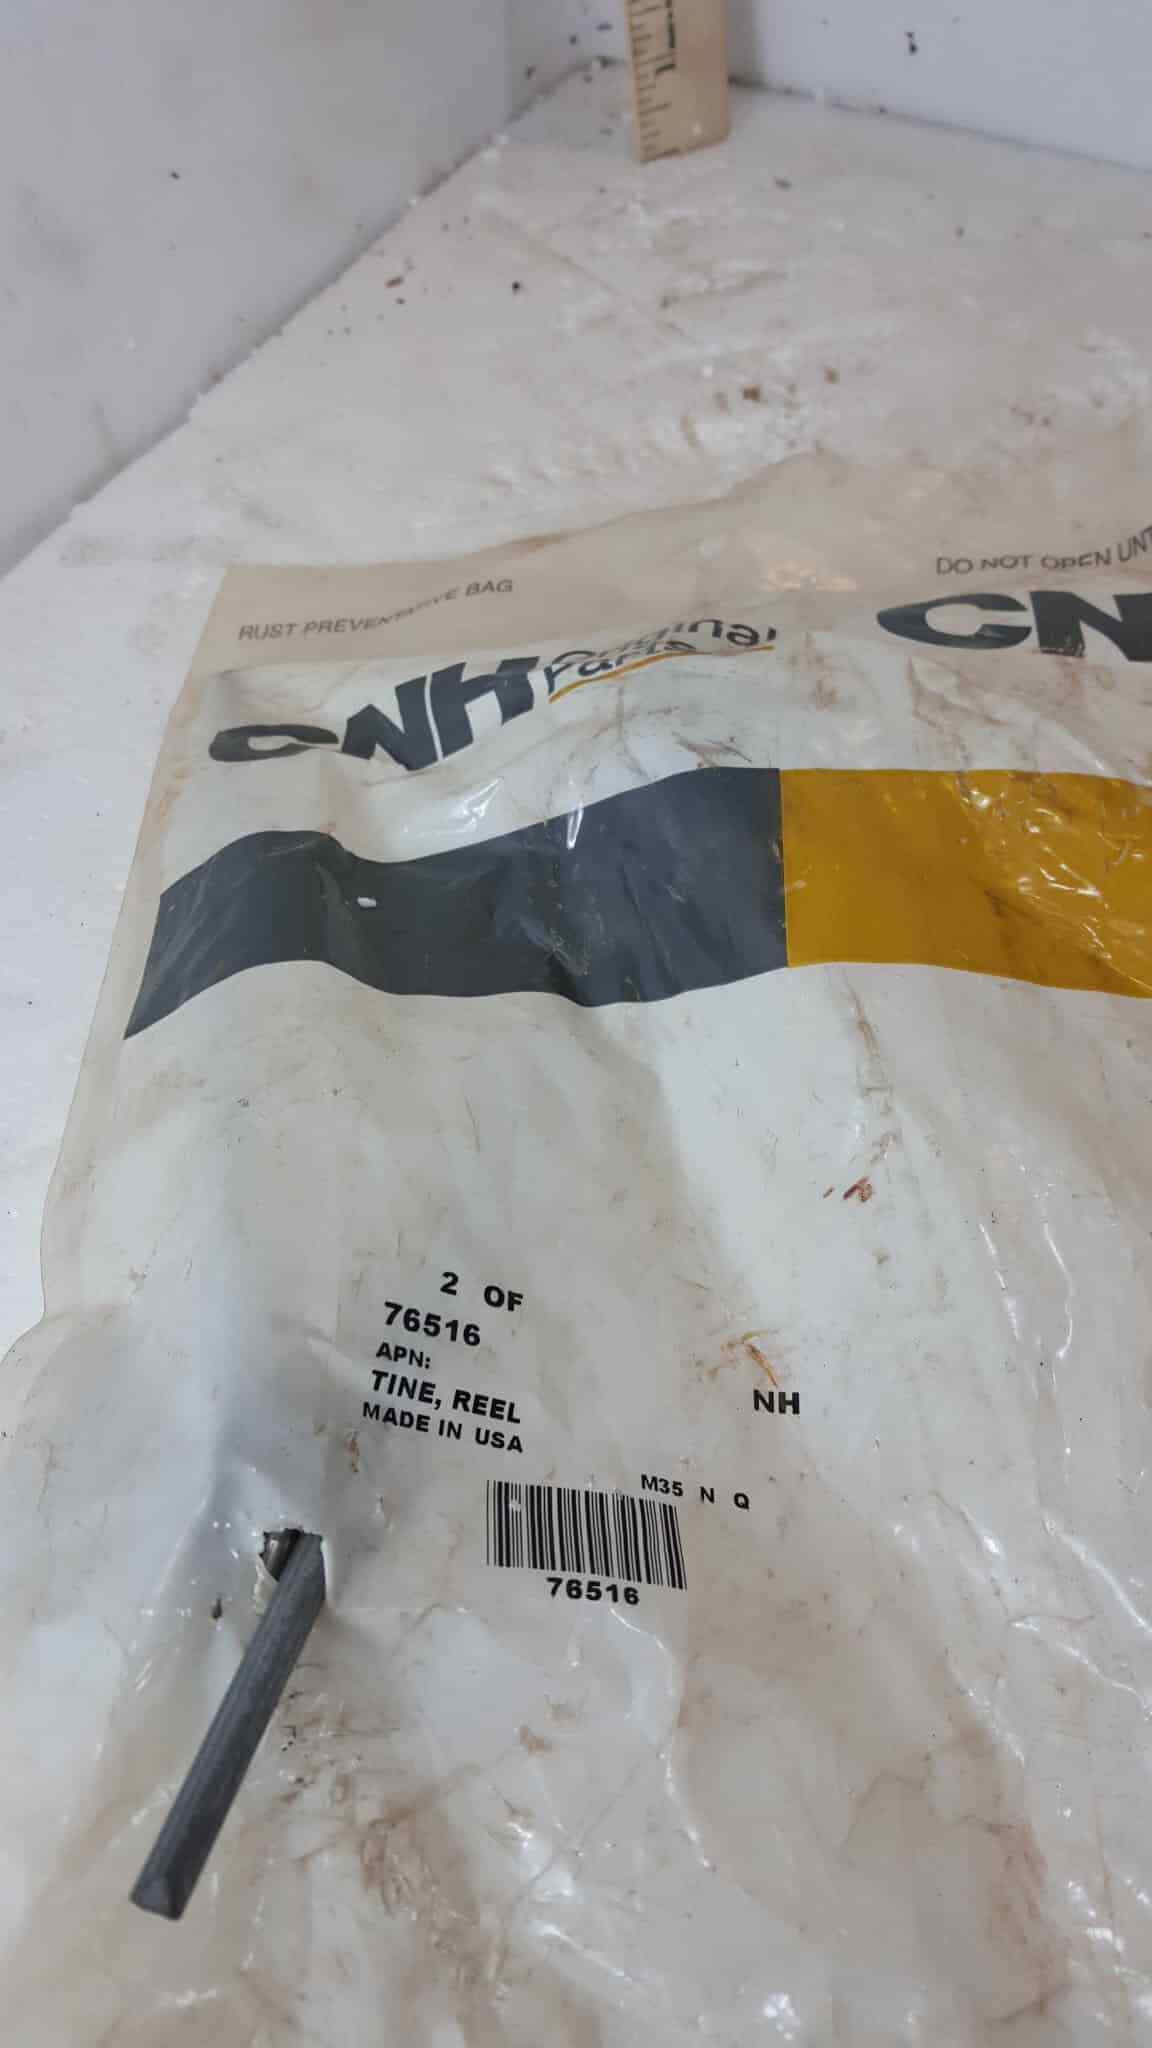 RUST PREVENTATIVE BAG
DO NOT OPEN UNT
CNH Original
Parts
CN
2 OF
76516
APN:
TINE, REEL
MADE IN USA
NH
M35 N Q
76516